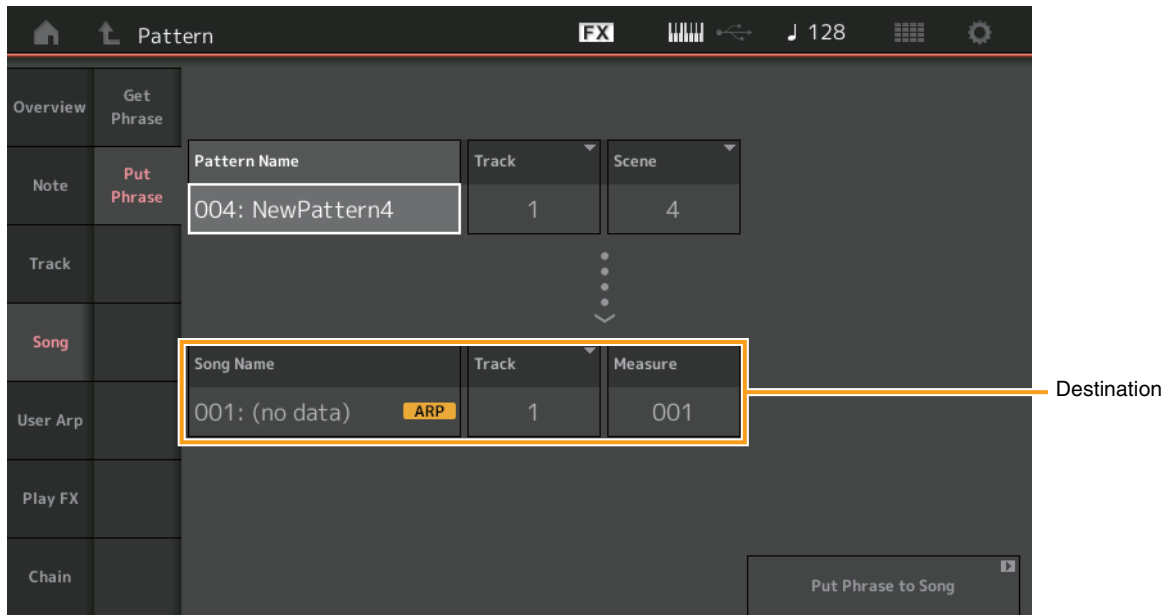 Pattern
FX
♩ 128
Overview
Get
Phrase
Note
Put
Phrase
Pattern Name
Track
Scene
004: NewPattern4
1
4
Track
Song
Song Name
Track
Measure
001: (no data)
ARP
1
001
Destination
User Arp
Play FX
Chain
Put Phrase to Song